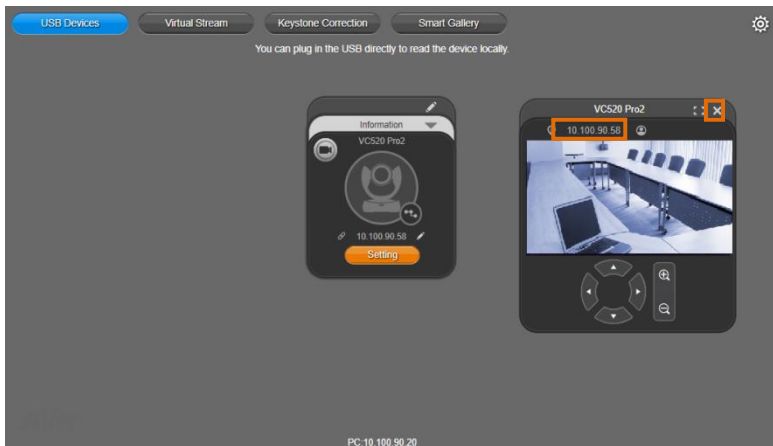 USB Devices
Virtual Stream
Keystone Correction
Smart Gallery
You can plug in the USB directly to read the device locally.
Information
VC520 Pro2
10.100.90.58
Setting
VC520 Pro2
10.100.90.58
PC:10.100.90.20